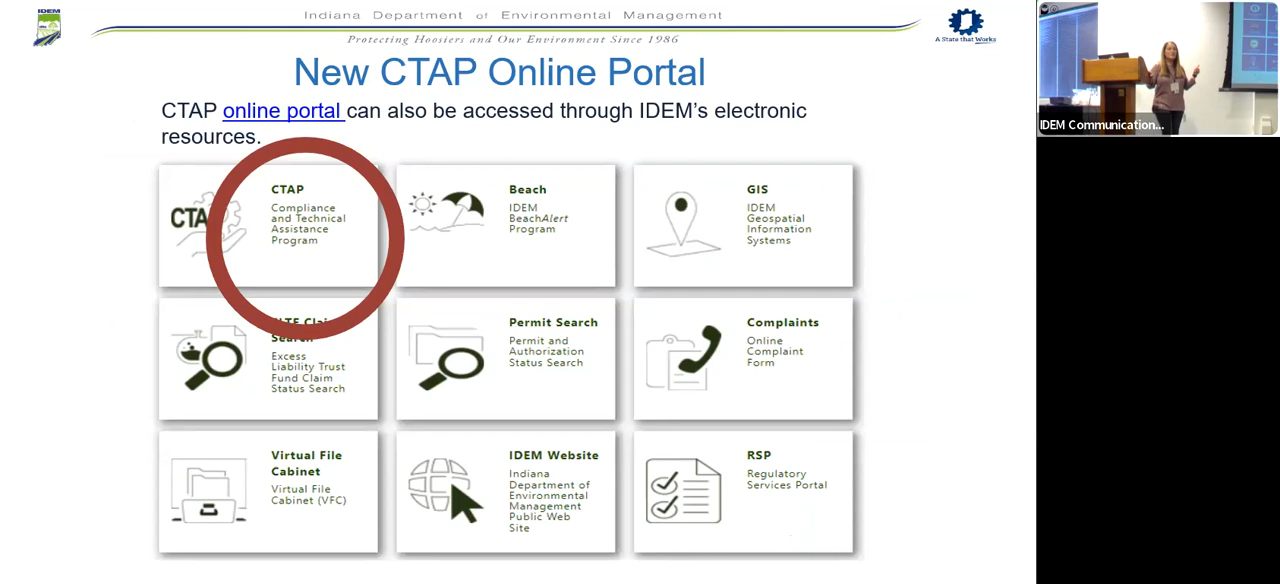 IDEM
Indiana Department of Environmental Management
Protecting Hoosiers and Our Environment Since 1986
A State that Works
New CTAP Online Portal
CTAP online portal can also be accessed through IDEM's electronic
resources.
CTAP
Compliance
and Technical
Assistance
Program
Beach
IDEM
BeachAlert
Program
GIS
IDEM
Geospatial
Information
Systems
Search
Excess
Liability Trust
Fund Claim
Status Search
Permit Search
Permit and
Authorization
Status Search
Complaints
Online
Complaint
Form
Virtual File
Cabinet
Virtual File
Cabinet (VFC)
IDEM Website
Indiana
Department of
Environmental
Management
Public Web
Site
RSP
Regulatory
Services Portal
IDEM Communication...